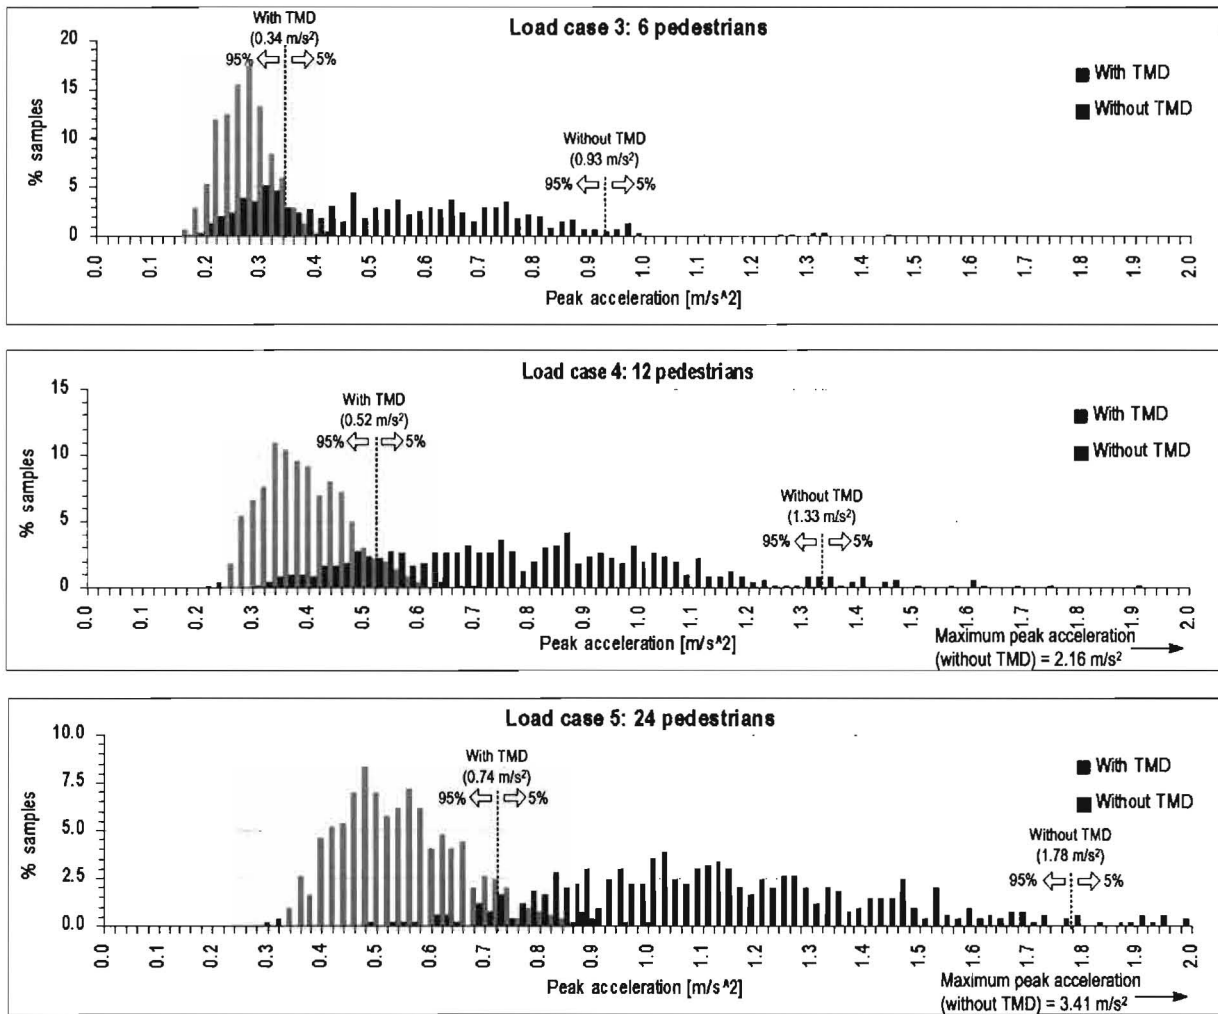 Load case 3: 6 pedestrians
With TMD
(0.34 m/s²)
95% 5%
Without TMD
(0.93 m/s²)
95% 5%
With TMD
Without TMD
% samples
20
15
10
5
0
0.0 0.1 0.2 0.3 0.4 0.5 0.6 0.7 0.8 0.9 1.0 1.1 1.2 1.3 1.4 1.5 1.6 1.7 1.8 1.9 2.0
Peak acceleration [m/s^2]
Load case 4: 12 pedestrians
With TMD
(0.52 m/s²)
95% 5%
Without TMD
(1.33 m/s²)
95% 5%
With TMD
Without TMD
% samples
15
10
5
0
0.0 0.1 0.2 0.3 0.4 0.5 0.6 0.7 0.8 0.9 1.0 1.1 1.2 1.3 1.4 1.5 1.6 1.7 1.8 1.9 2.0
Peak acceleration [m/s^2]
Maximum peak acceleration
(without TMD) = 2.16 m/s²
Load case 5: 24 pedestrians
With TMD
(0.74 m/s²)
95% 5%
Without TMD
(1.78 m/s²)
95% 5%
With TMD
Without TMD
% samples
10.0
7.5
5.0
2.5
0.0
0.0 0.1 0.2 0.3 0.4 0.5 0.6 0.7 0.8 0.9 1.0 1.1 1.2 1.3 1.4 1.5 1.6 1.7 1.8 1.9 2.0
Peak acceleration [m/s^2]
Maximum peak acceleration
(without TMD) = 3.41 m/s²